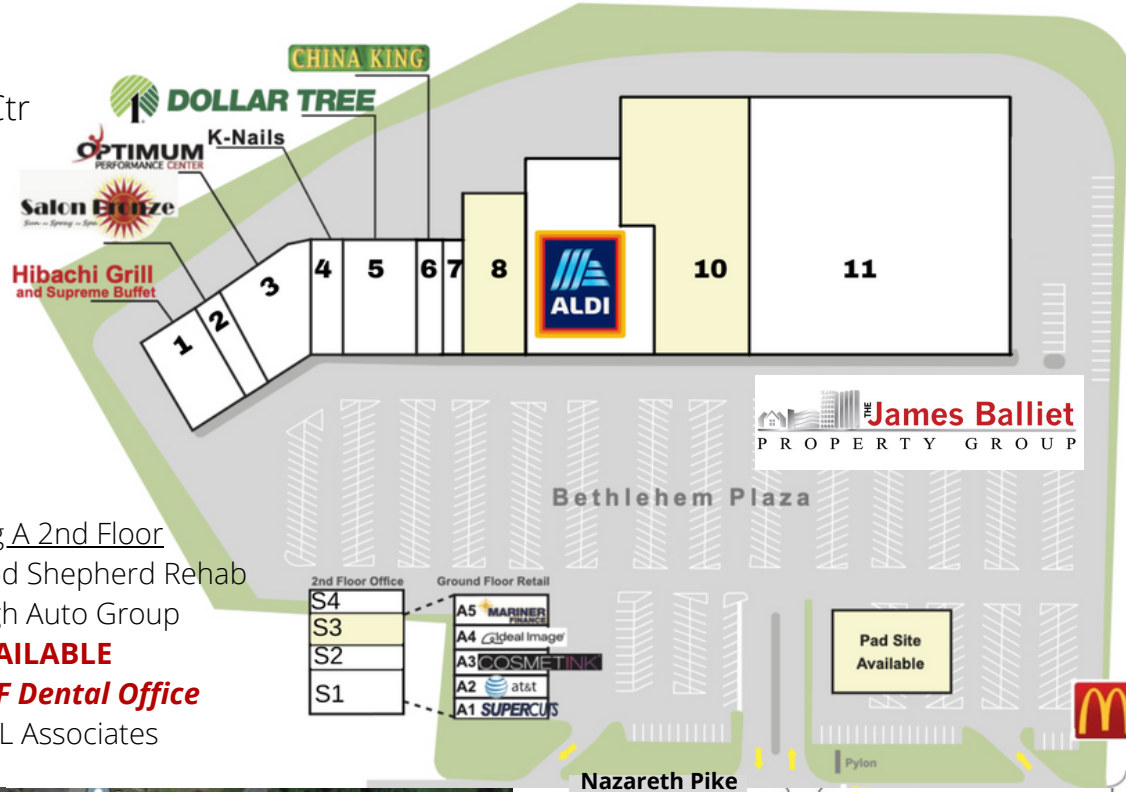 CHINA KING
DOLLAR TREE
Ctr
K-Nails
OPTIMUM
PERFORMANCE CENTER
Salon Bronze
Sun ~ Spray ~ Spa
Hibachi Grill
and Supreme Buffet
1
2
3
4
5
6
7
8
ALDI
10
11
THE James Balliet
PROPERTY GROUP
Bethlehem Plaza
A 2nd Floor
Shepherd Rehab
Auto Group
Dental Office
Associates
2nd Floor Office
S4
S3
S2
S1
Ground Floor Retail
A5 MARINER FINANCE
A4 Ideal Image
A3 COSMETINK
A2 at&t
A1 SUPERCUTS
Pad Site
Available
Pylon
Nazareth Pike